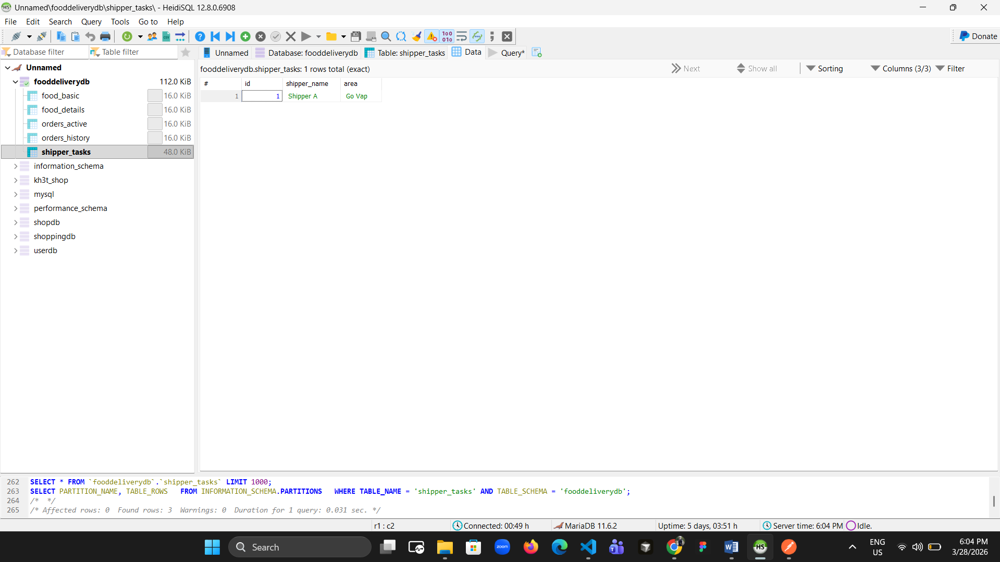 Unnamed\fooddeliverydb\shipper_tasks\ - HeidiSQL 12.8.0.6908
File Edit Search Query Tools Go to Help
Donate
Database filter
Table filter
Unnamed
Database: fooddeliverydb
Table: shipper_tasks
Data
Query*
Unnamed
fooddeliverydb 112.0 KiB
food_basic 16.0 KiB
food_details 16.0 KiB
orders_active 16.0 KiB
orders_history 16.0 KiB
shipper_tasks 48.0 KiB
information_schema
kh3t_shop
mysql
performance_schema
shopdb
shoppingdb
userdb
fooddeliverydb.shipper_tasks: 1 rows total (exact)
Next
Show all
Sorting
Columns (3/3)
Filter
# id shipper_name area
1 1 Shipper A Go Vap
262 SELECT * FROM `fooddeliverydb`.`shipper_tasks` LIMIT 1000;
263 SELECT PARTITION_NAME, TABLE_ROWS FROM INFORMATION_SCHEMA.PARTITIONS WHERE TABLE_NAME = 'shipper_tasks' AND TABLE_SCHEMA = 'fooddeliverydb';
264 /* */
265 /* Affected rows: 0 Found rows: 3 Warnings: 0 Duration for 1 query: 0.031 sec. */
r1 : c2
Connected: 00:49 h
MariaDB 11.6.2
Uptime: 5 days, 03:51 h
Server time: 6:04 PM
Idle.
Search
zoom
HS
ENG
US
6:04 PM
3/28/2026